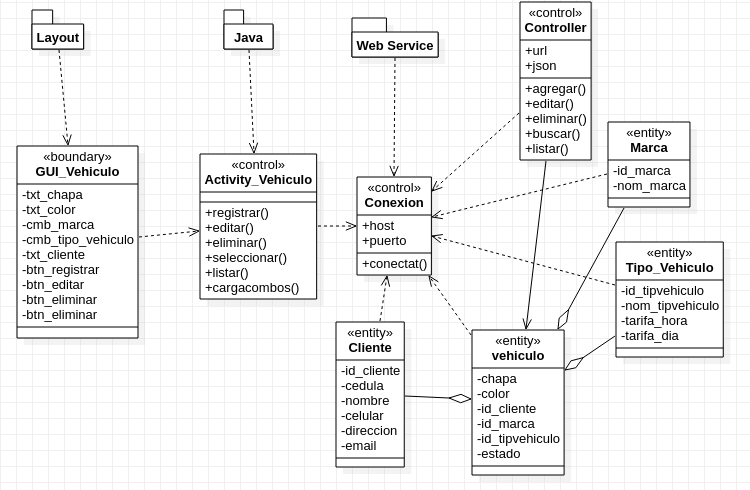 Layout
Java
Web Service
«control»
Controller
+url
+json
+agregar()
+editar()
+eliminar()
+buscar()
+listar()
«boundary»
GUI_Vehiculo
-txt_chapa
-txt_color
-cmb_marca
-cmb_tipo_vehiculo
-txt_cliente
-btn_registrar
-btn_editar
-btn_eliminar
-btn_eliminar
«control»
Activity_Vehiculo
+registrar()
+editar()
+eliminar()
+seleccionar()
+listar()
+cargacombos()
«control»
Conexion
+host
+puerto
+conectat()
«entity»
Marca
-id_marca
-nom_marca
«entity»
Tipo_Vehiculo
-id_tipvehiculo
-nom_tipvehiculo
-tarifa_hora
-tarifa_dia
«entity»
Cliente
-id_cliente
-cedula
-nombre
-celular
-direccion
-email
«entity»
vehiculo
-chapa
-color
-id_cliente
-id_marca
-id_tipvehiculo
-estado